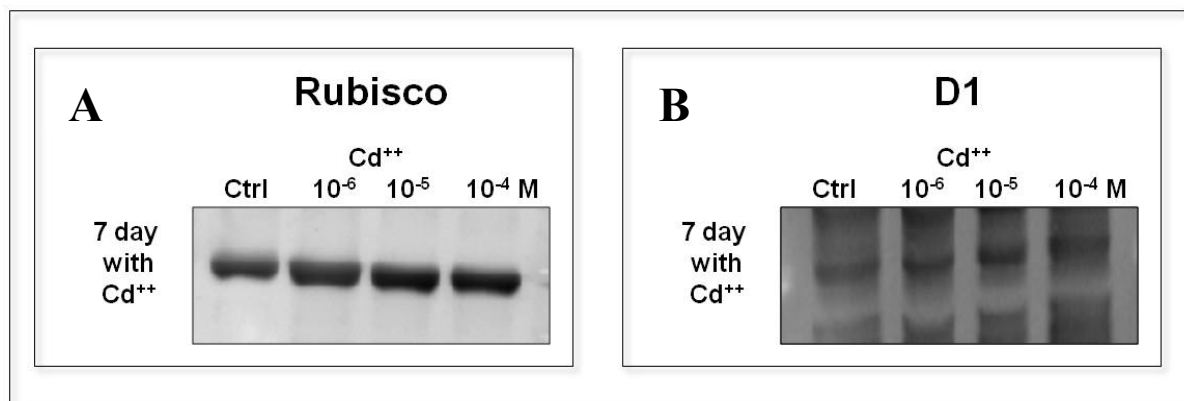 A
Rubisco
Cd⁺⁺
Ctrl 10⁻⁶ 10⁻⁵ 10⁻⁴ M
7 day
with
Cd⁺⁺
B
D1
Cd⁺⁺
Ctrl 10⁻⁶ 10⁻⁵ 10⁻⁴ M
7 day
with
Cd⁺⁺